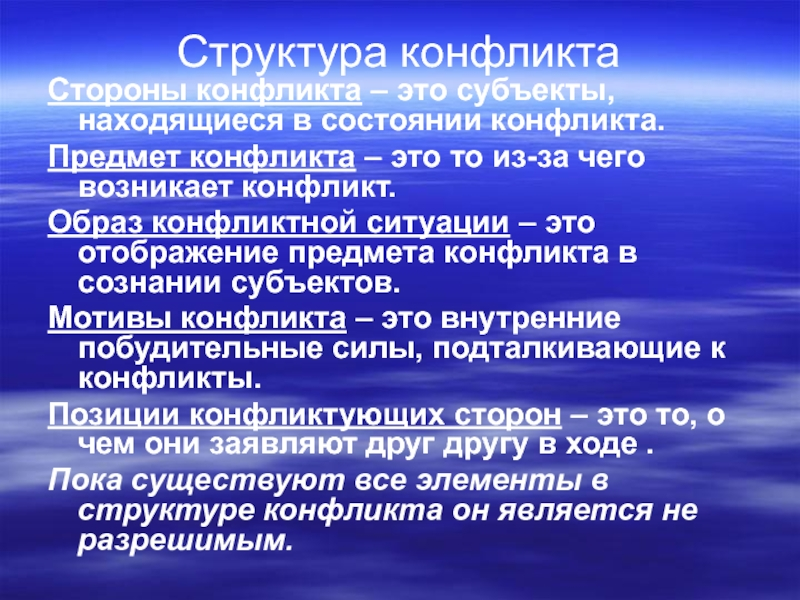 Структура конфликта
Стороны конфликта – это субъекты,
находящиеся в состоянии конфликта.
Предмет конфликта – это то из-за чего
возникает конфликт.
Образ конфликтной ситуации – это
отображение предмета конфликта в
сознании субъектов.
Мотивы конфликта – это внутренние
побудительные силы, подталкивающие к
конфликты.
Позиции конфликтующих сторон – это то, о
чем они заявляют друг другу в ходе .
Пока существуют все элементы в
структуре конфликта он является не
разрешимым.